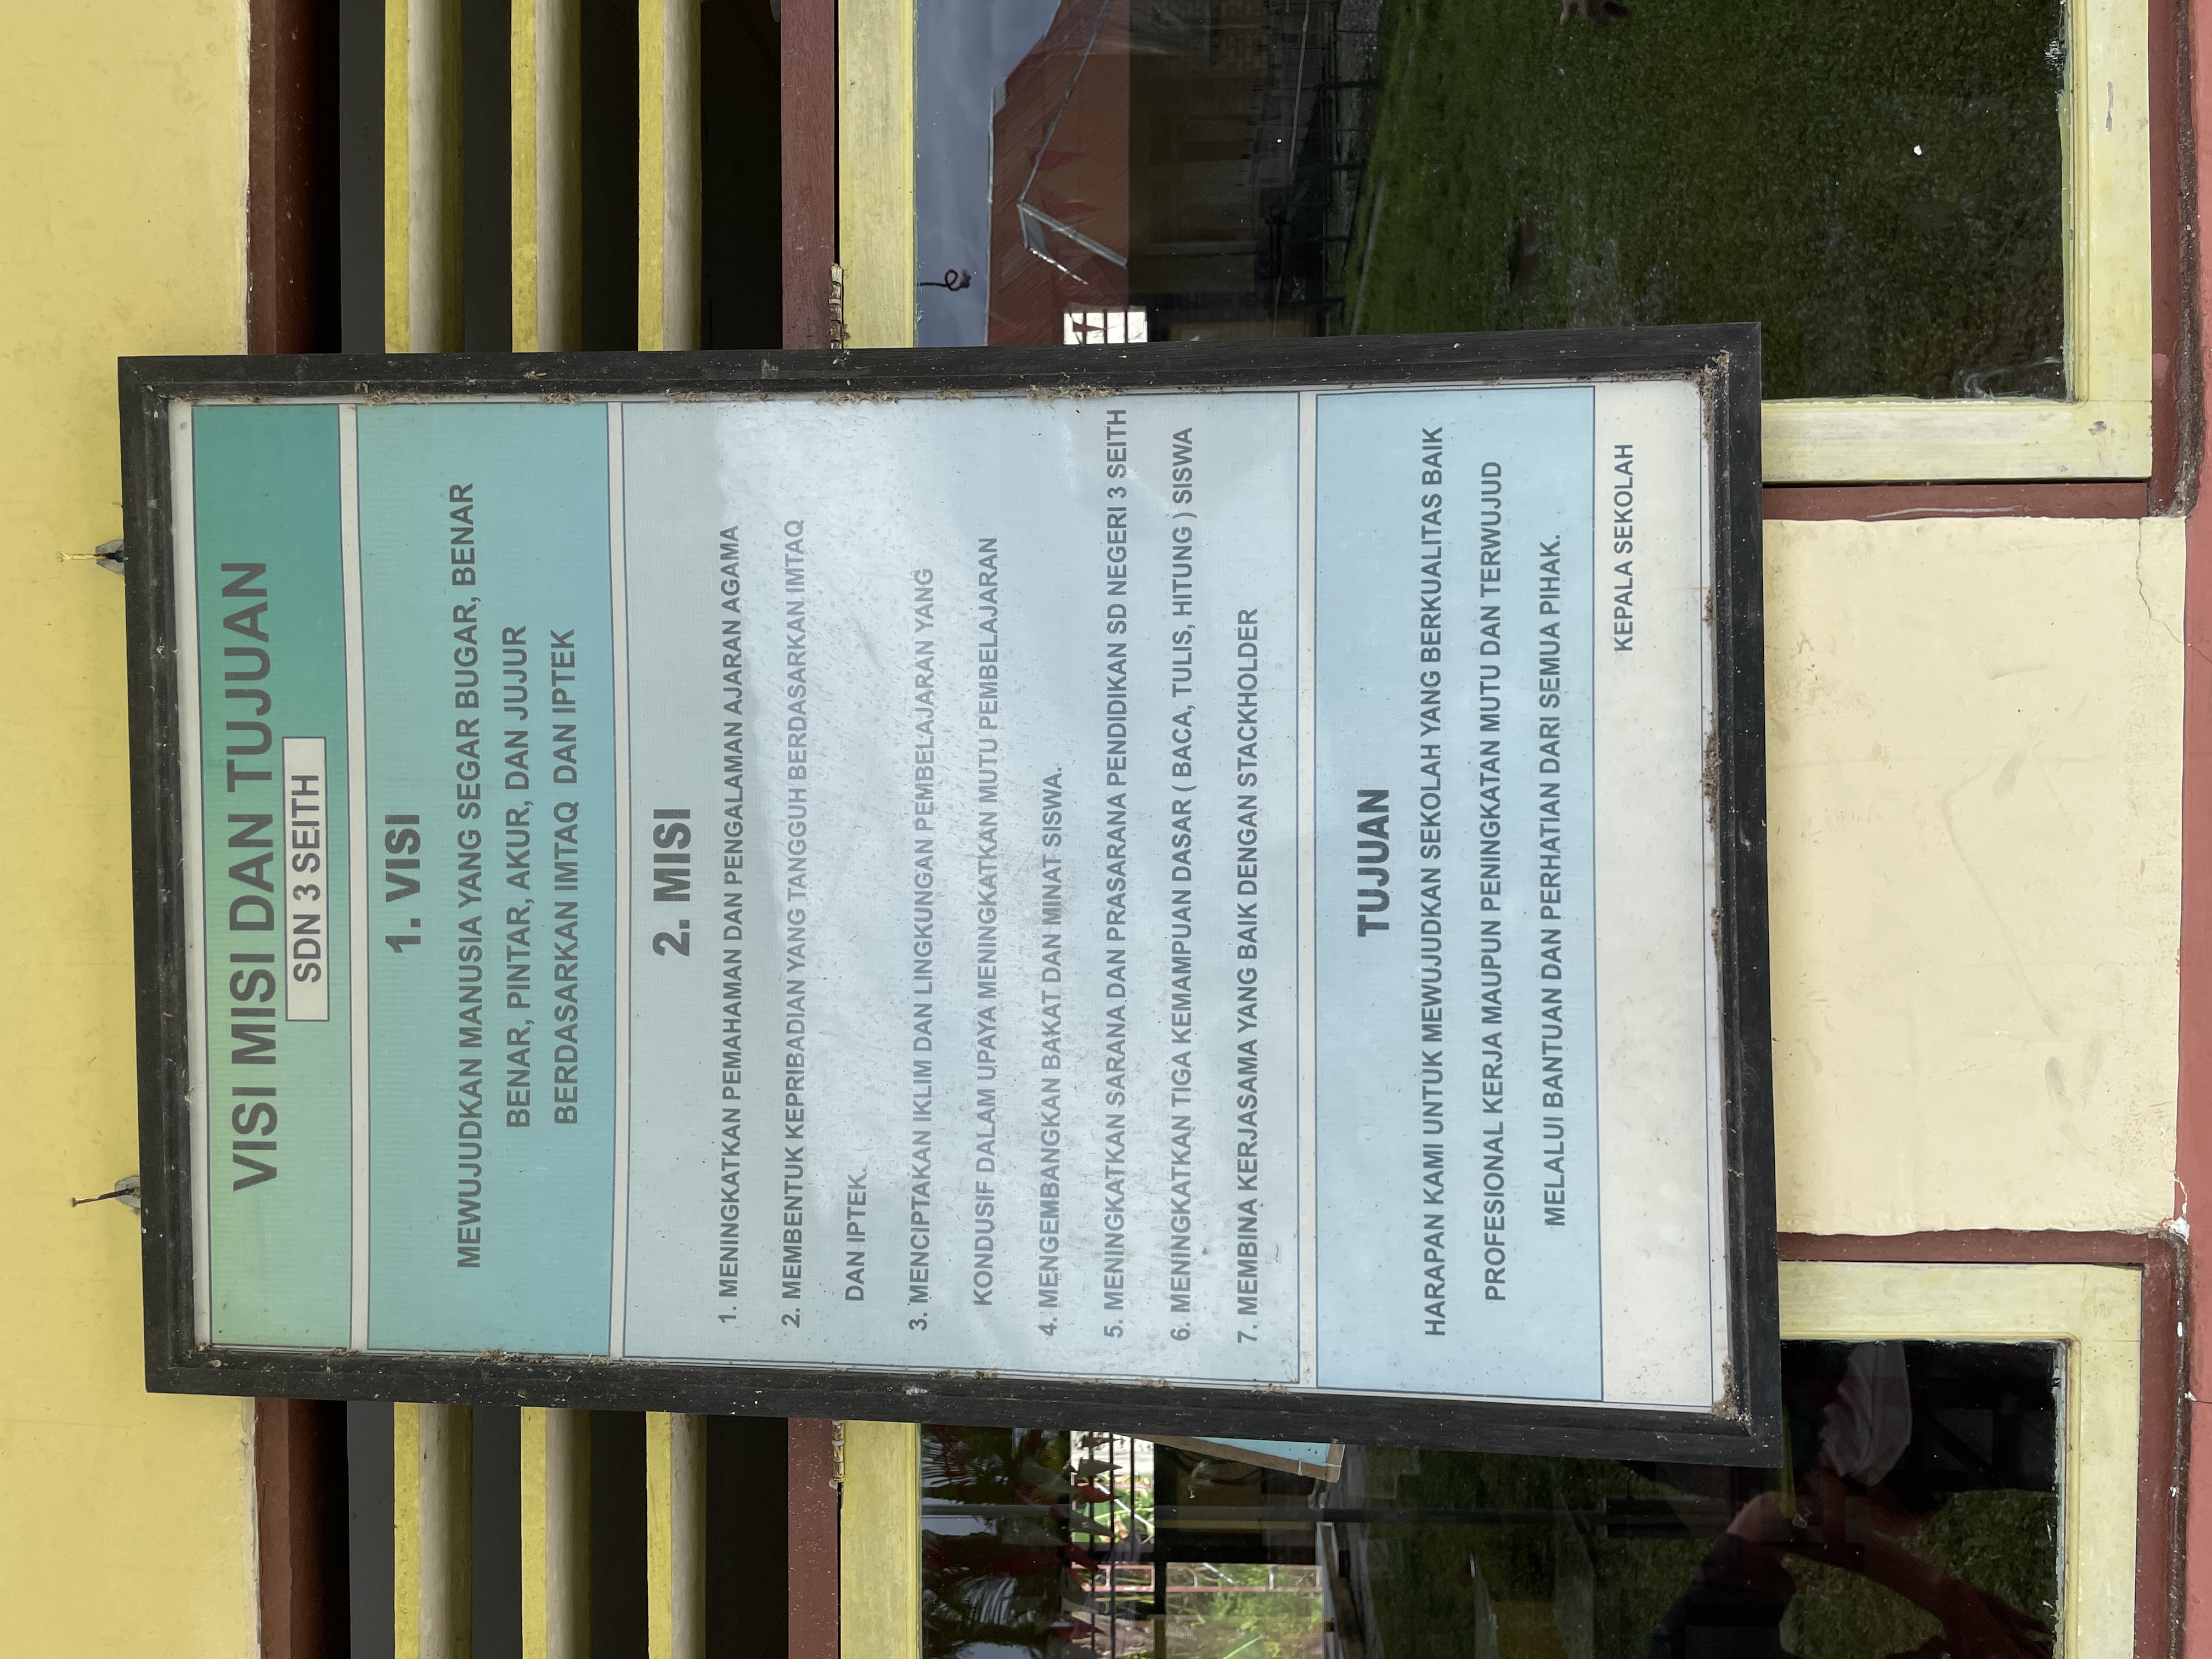 VISI MISI DAN TUJUAN
SDN 3 SEITH
1. VISI
MEWUJUDKAN MANUSIA YANG SEGAR BUGAR, BENAR
BENAR, PINTAR, AKUR, DAN JUJUR
BERDASARKAN IMTAQ DAN IPTEK
2. MISI
1. MENINGKATKAN PEMAHAMAN DAN PENGALAMAN AJARAN AGAMA
2. MEMBENTUK KEPRIBADIAN YANG TANGGUH BERDASARKAN IMTAQ
DAN IPTEK.
3. MENCIPTAKAN IKLIM DAN LINGKUNGAN PEMBELAJARAN YANG
KONDUSIF DALAM UPAYA MENINGKATKAN MUTU PEMBELAJARAN
4. MENGEMBANGKAN BAKAT DAN MINAT SISWA.
5. MENINGKATKAN SARANA DAN PRASARANA PENDIDIKAN SD NEGERI 3 SEITH
6. MENINGKATKAN TIGA KEMAMPUAN DASAR ( BACA, TULIS, HITUNG ) SISWA
7. MEMBINA KERJASAMA YANG BAIK DENGAN STACKHOLDER
TUJUAN
HARAPAN KAMI UNTUK MEWUJUDKAN SEKOLAH YANG BERKUALITAS BAIK
PROFESIONAL KERJA MAUPUN PENINGKATAN MUTU DAN TERWUJUD
MELALUI BANTUAN DAN PERHATIAN DARI SEMUA PIHAK.
KEPALA SEKOLAH